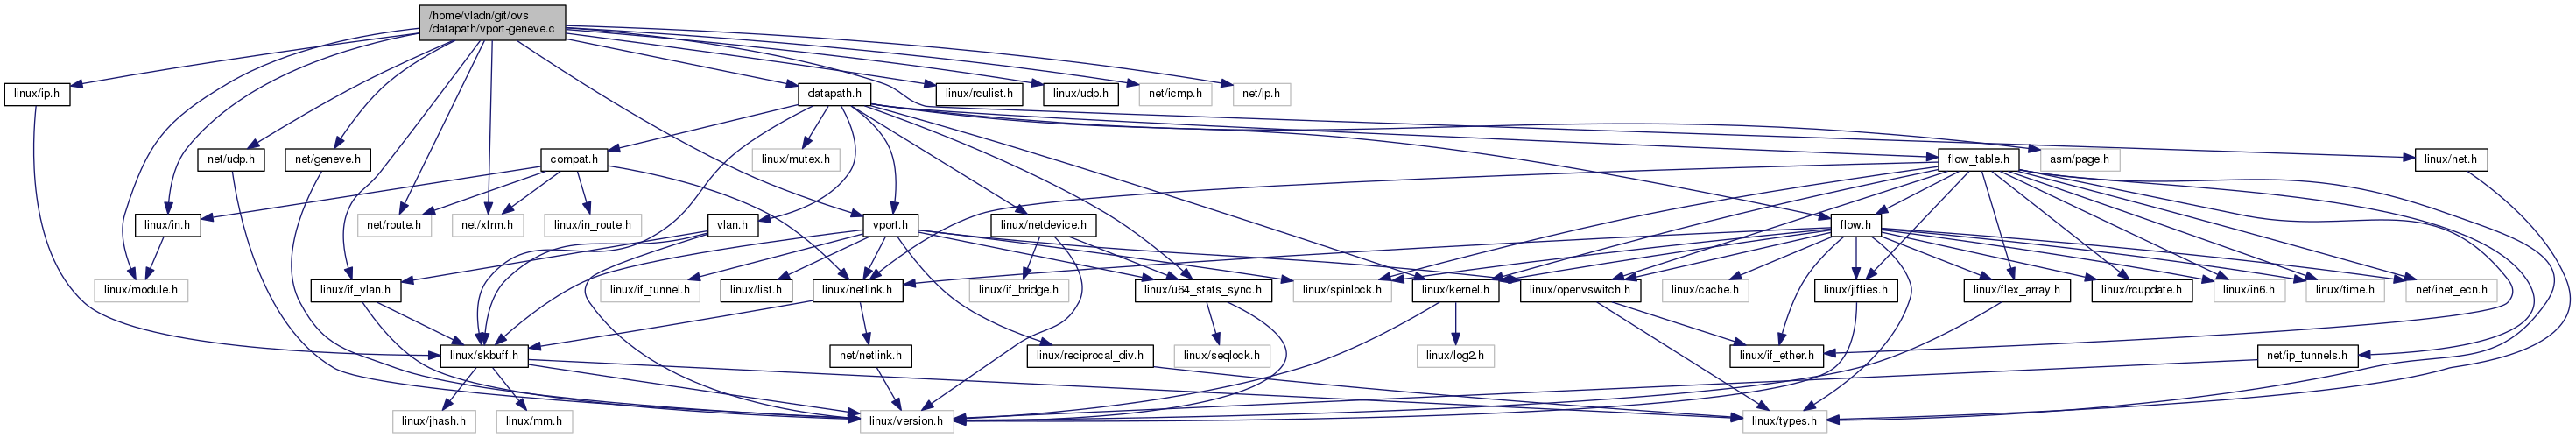 /home/vladn/git/ovs
/datapath/vport-geneve.c
linux/ip.h
datapath.h
linux/rculist.h
linux/udp.h
net/icmp.h
net/ip.h
net/udp.h
net/geneve.h
compat.h
linux/mutex.h
flow_table.h
asm/page.h
linux/net.h
linux/in.h
net/route.h
net/xfrm.h
linux/in_route.h
vlan.h
vport.h
linux/netdevice.h
flow.h
linux/module.h
linux/if_vlan.h
linux/if_tunnel.h
linux/list.h
linux/netlink.h
linux/if_bridge.h
linux/u64_stats_sync.h
linux/spinlock.h
linux/kernel.h
linux/openvswitch.h
linux/cache.h
linux/jiffies.h
linux/flex_array.h
linux/rcupdate.h
linux/in6.h
linux/time.h
net/inet_ecn.h
linux/skbuff.h
net/netlink.h
linux/reciprocal_div.h
linux/seqlock.h
linux/log2.h
linux/if_ether.h
net/ip_tunnels.h
linux/jhash.h
linux/mm.h
linux/version.h
linux/types.h